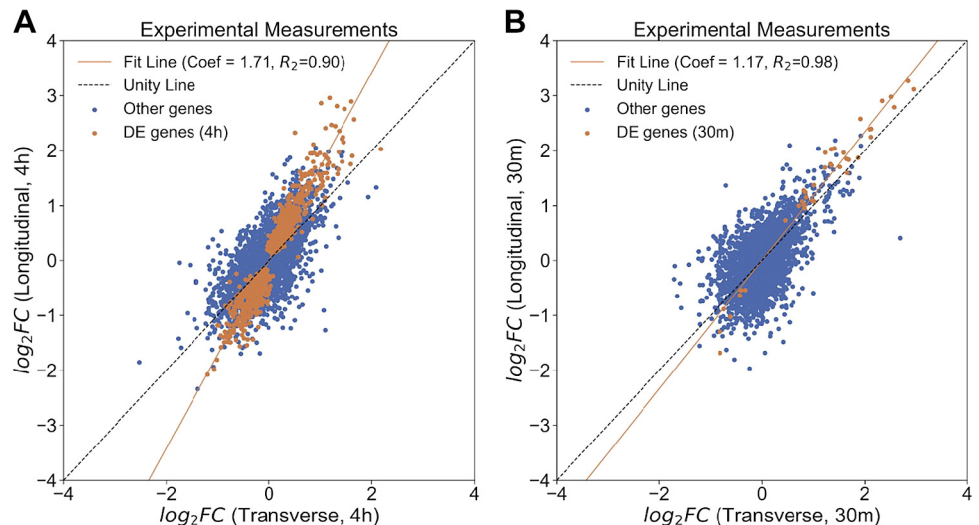 A
Experimental Measurements
Fit Line (Coef = 1.71, R₂=0.90)
Unity Line
Other genes
DE genes (4h)
4
3
2
1
0
−1
−2
−3
−4
−4
−2
0
2
4
log₂FC (Longitudinal, 4h)
log₂FC (Transverse, 4h)
B
Experimental Measurements
Fit Line (Coef = 1.17, R₂=0.98)
Unity Line
Other genes
DE genes (30m)
4
3
2
1
0
−1
−2
−3
−4
−4
−2
0
2
4
log₂FC (Longitudinal, 30m)
log₂FC (Transverse, 30m)